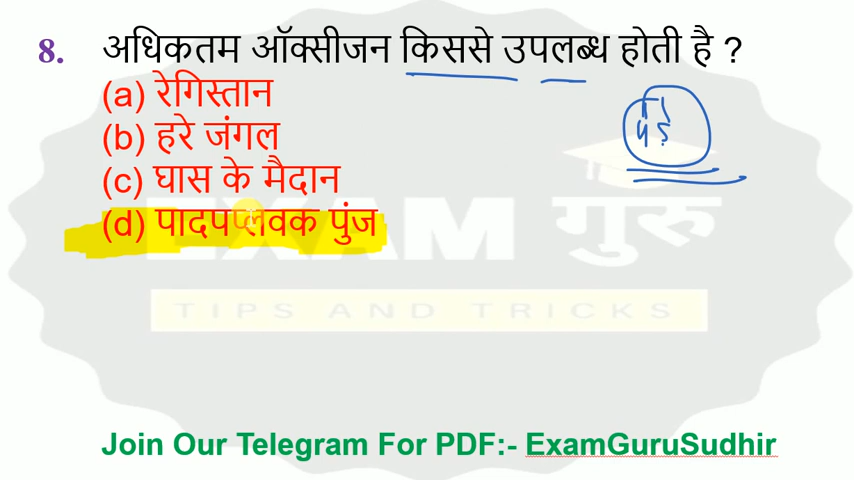 8. अधिकतम ऑक्सीजन किससे उपलब्ध होती है ?
(a) रेगिस्तान
(b) हरे जंगल
(c) घास के मैदान
(d) पादपप्लवक पुंज
पेड़
EXAM गुरु
TIPS AND TRICKS
Join Our Telegram For PDF:- ExamGuruSudhir